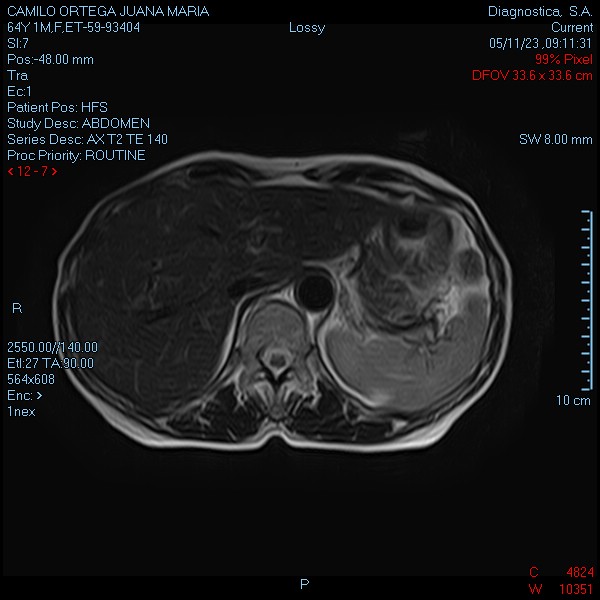 CAMILO ORTEGA JUANA MARIA
64Y 1M,F,ET-59-93404
Sl:7
Pos:-48.00 mm
Tra
Ec:1
Patient Pos: HFS
Study Desc: ABDOMEN
Series Desc: AX T2 TE 140
Proc Priority: ROUTINE
< 12 - 7 >
Lossy
Diagnostica, S.A.
Current
05/11/23 ,09:11:31
99% Pixel
DFOV 33.6 x 33.6 cm
SW 8.00 mm
R
2550.00//140.00
Etl:27 TA:90.00
564x608
Enc: >
1nex
10 cm
P
C 4824
W 10351